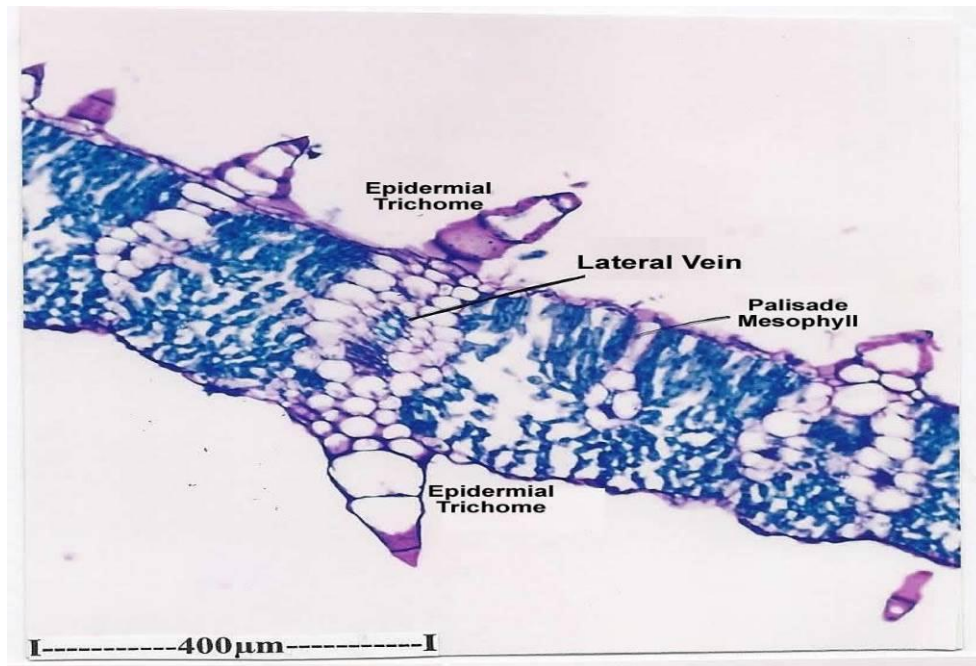 Epidermial
Trichome
Lateral Vein
Palisade
Mesophyll
Epidermial
Trichome
I-----------400µm-----------I